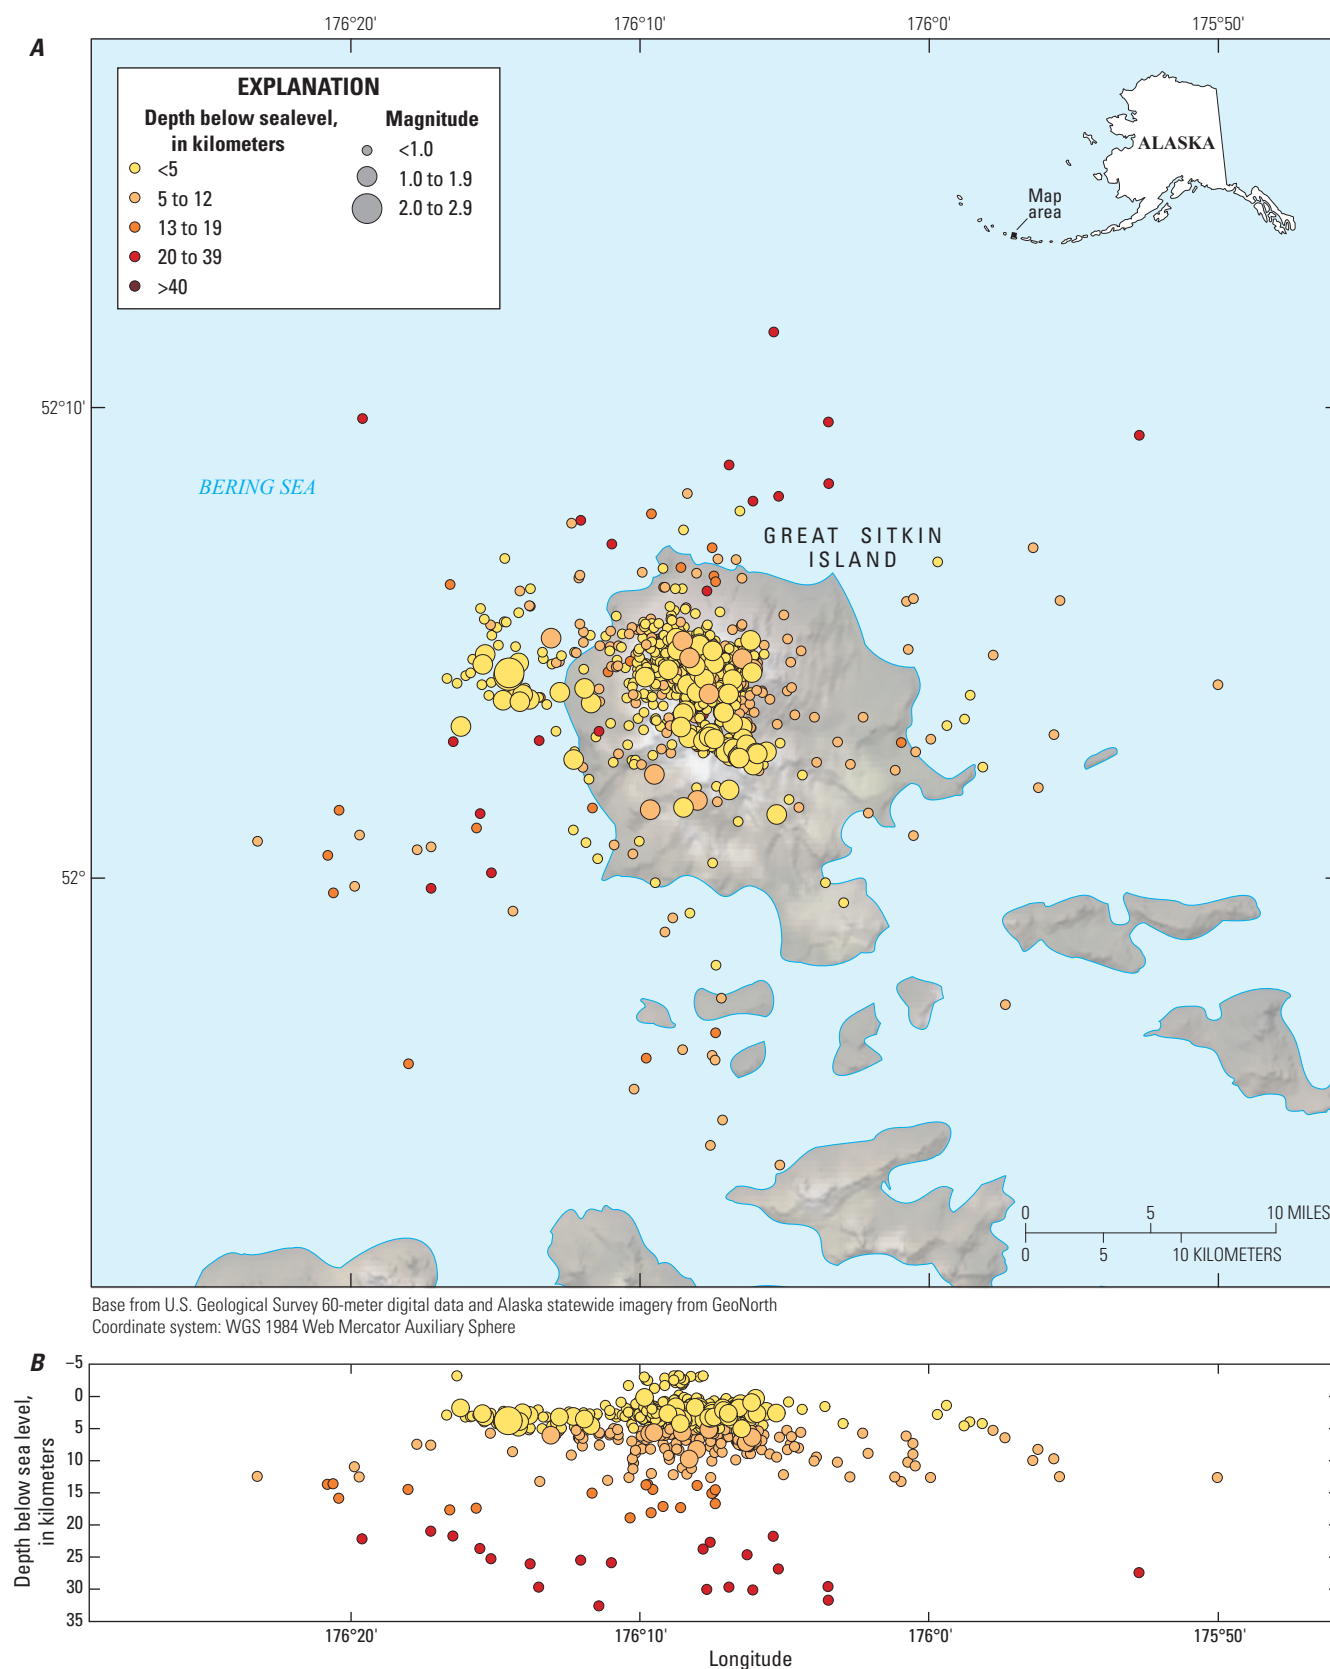 A
176°20'
176°10'
176°0'
175°50'
EXPLANATION
Depth below sealevel,
in kilometers
<5
5 to 12
13 to 19
20 to 39
>40
Magnitude
<1.0
1.0 to 1.9
2.0 to 2.9
ALASKA
Map
area
52°10'
BERING SEA
GREAT SITKIN
ISLAND
52°
0 5 10 MILES
0 5 10 KILOMETERS
Base from U.S. Geological Survey 60-meter digital data and Alaska statewide imagery from GeoNorth
Coordinate system: WGS 1984 Web Mercator Auxiliary Sphere
B
Depth below sea level,
in kilometers
–5
0
5
10
15
20
25
30
35
176°20'
176°10'
176°0'
175°50'
Longitude